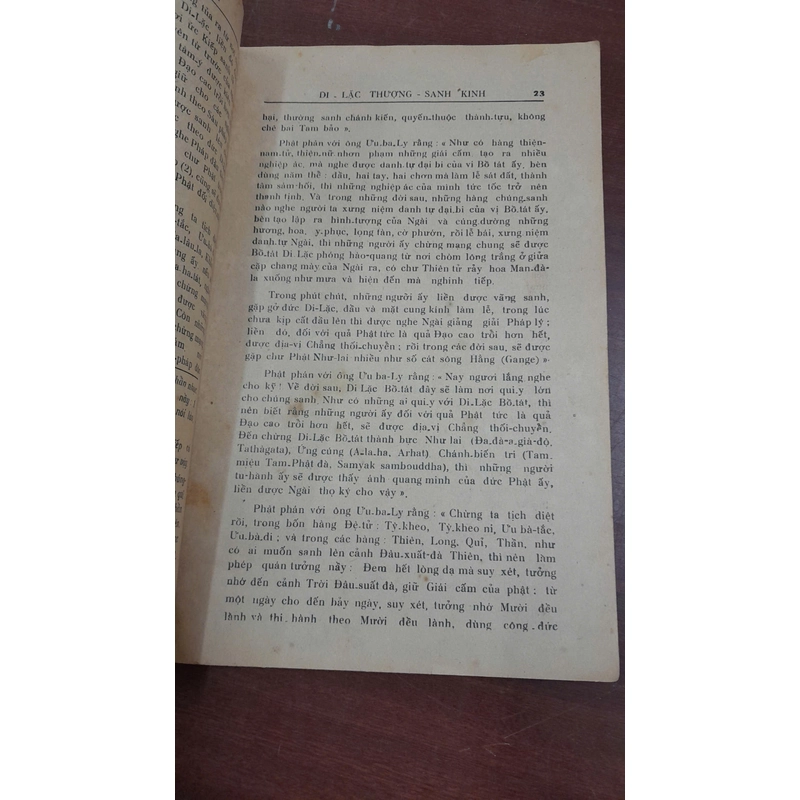 DI - LẶC THƯỢNG - SANH KINH 23
hại, thường sanh chánh kiến, quyến.thuộc thành.tựu, không
chê bai Tam bảo ».
Phật phán với ông Ưu.ba.Ly rằng : « Như có hàng thiện-
nam.tử, thiện.nữ nhơn phạm những giái cấm tạo ra nhiều
nghiệp ác, mà nghe được danh.tự đại bi của vị Bồ tát ấy, bèn
dùng năm thể : đầu, hai tay, hai chơn mà làm lễ sát đất, thành
tâm sám-hối, thì những nghiệp ác của mình tức tốc trở nên
thanh tịnh. Và trong những đời sau, những hàng chúng.sanh
nào nghe người ta xưng niệm danh tự đại.bi của vị Bồ.tát ấy,
bèn tạo lập ra hình.tượng của Ngài và cúng dường những
hương, hoa, y.phục, lọng tàn, cờ phướn, rồi lễ bái, xưng niệm
danh.tự Ngài, thì những người ấy chừng mạng chung sẽ được
Bồ.tát Di Lặc phóng hào-quang từ nơi chòm lông trắng ở giữa
cặp chang mày của Ngài ra, có chư Thiên tử rảy hoa Man.đà-
la xuống như mưa và hiện đến mà nghinh tiếp.
Trong phút chút, những người ấy liền được vãng sanh,
gặp gở đức Di-Lặc, đầu và mặt cung kính làm lễ, trong lúc
chưa kịp cất đầu lên thì được nghe Ngài giảng giải Pháp lý ;
liền đó, đối với quả Phật tức là quả Đạo cao trồi hơn hết,
được địa-vị Chẳng thối-chuyển ; rồi trong các đời sau, sẽ được
gặp chư Phật Như-lai nhiều như số cát sông Hằng (Gange) ».
Phật phán với ông Ưu ba-Ly rằng : « Nay ngươi lắng nghe
cho kỹ ! Về đời sau, Di Lặc Bồ.tát đây sẽ làm nơi qui.y lớn
cho chúng sanh Như có những ai qui.y với Di-Lặc Bồ.tát, thì
nên biết rằng những người ấy đối với quả Phật tức là quả
Đạo cao trồi hơn hết, sẽ được địa.vị Chẳng thối-chuyển.
Đến chừng Di-Lặc Bồ.tát thành bực Như lai (Đa.đà-a.già-độ,
Tathâgata), Ứng cúng (A.la.ha, Arhat) Chánh.biến tri (Tam.
miệu Tam.Phật đà, Samyak sambouddha), thì những người
tu-hành ấy sẽ được thấy ánh quang minh của đức Phật ấy,
liền được Ngài thọ ký cho vậy ».
Phật phán với ông Ưu.ba.Ly rằng : « Chừng ta tịch diệt
rồi, trong bốn hàng Đệ.tử : Tỳ.kheo, Tỳ.kheo ni, Ưu bà-tắc,
Ưu.bà.di ; và trong các hàng : Thiên, Long, Quỉ, Thần, như
có ai muốn sanh lên cảnh Đâu.xuất-đà Thiên, thì nên làm
phép quán tưởng nầy : Đem hết lòng dạ mà suy xét, tưởng
nhớ đến cảnh Trời Đâu.suất.đà, giữ Giái cấm của phật ; từ
một ngày cho đến bảy ngày, suy xét, tưởng nhớ Mười đều
lành và thi.hành theo Mười đều lành, dùng công.đức